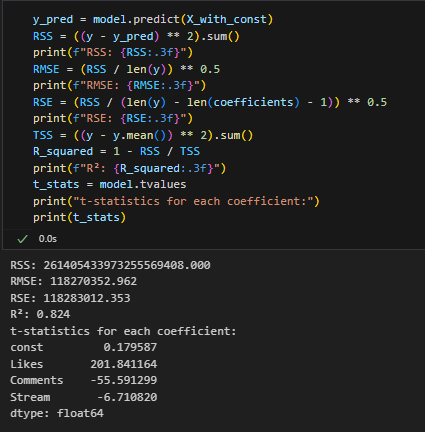 y_pred = model.predict(X_with_const)
RSS = ((y - y_pred) ** 2).sum()
print(f"RSS: {RSS:.3f}")
RMSE = (RSS / len(y)) ** 0.5
print(f"RMSE: {RMSE:.3f}")
RSE = (RSS / (len(y) - len(coefficients) - 1)) ** 0.5
print(f"RSE: {RSE:.3f}")
TSS = ((y - y.mean()) ** 2).sum()
R_squared = 1 - RSS / TSS
print(f"R²: {R_squared:.3f}")
t_stats = model.tvalues
print("t-statistics for each coefficient:")
print(t_stats)
0.0s
RSS: 261405433973255569408.000
RMSE: 118270352.962
RSE: 118283012.353
R²: 0.824
t-statistics for each coefficient:
const 0.179587
Likes 201.841164
Comments -55.591299
Stream -6.710820
dtype: float64